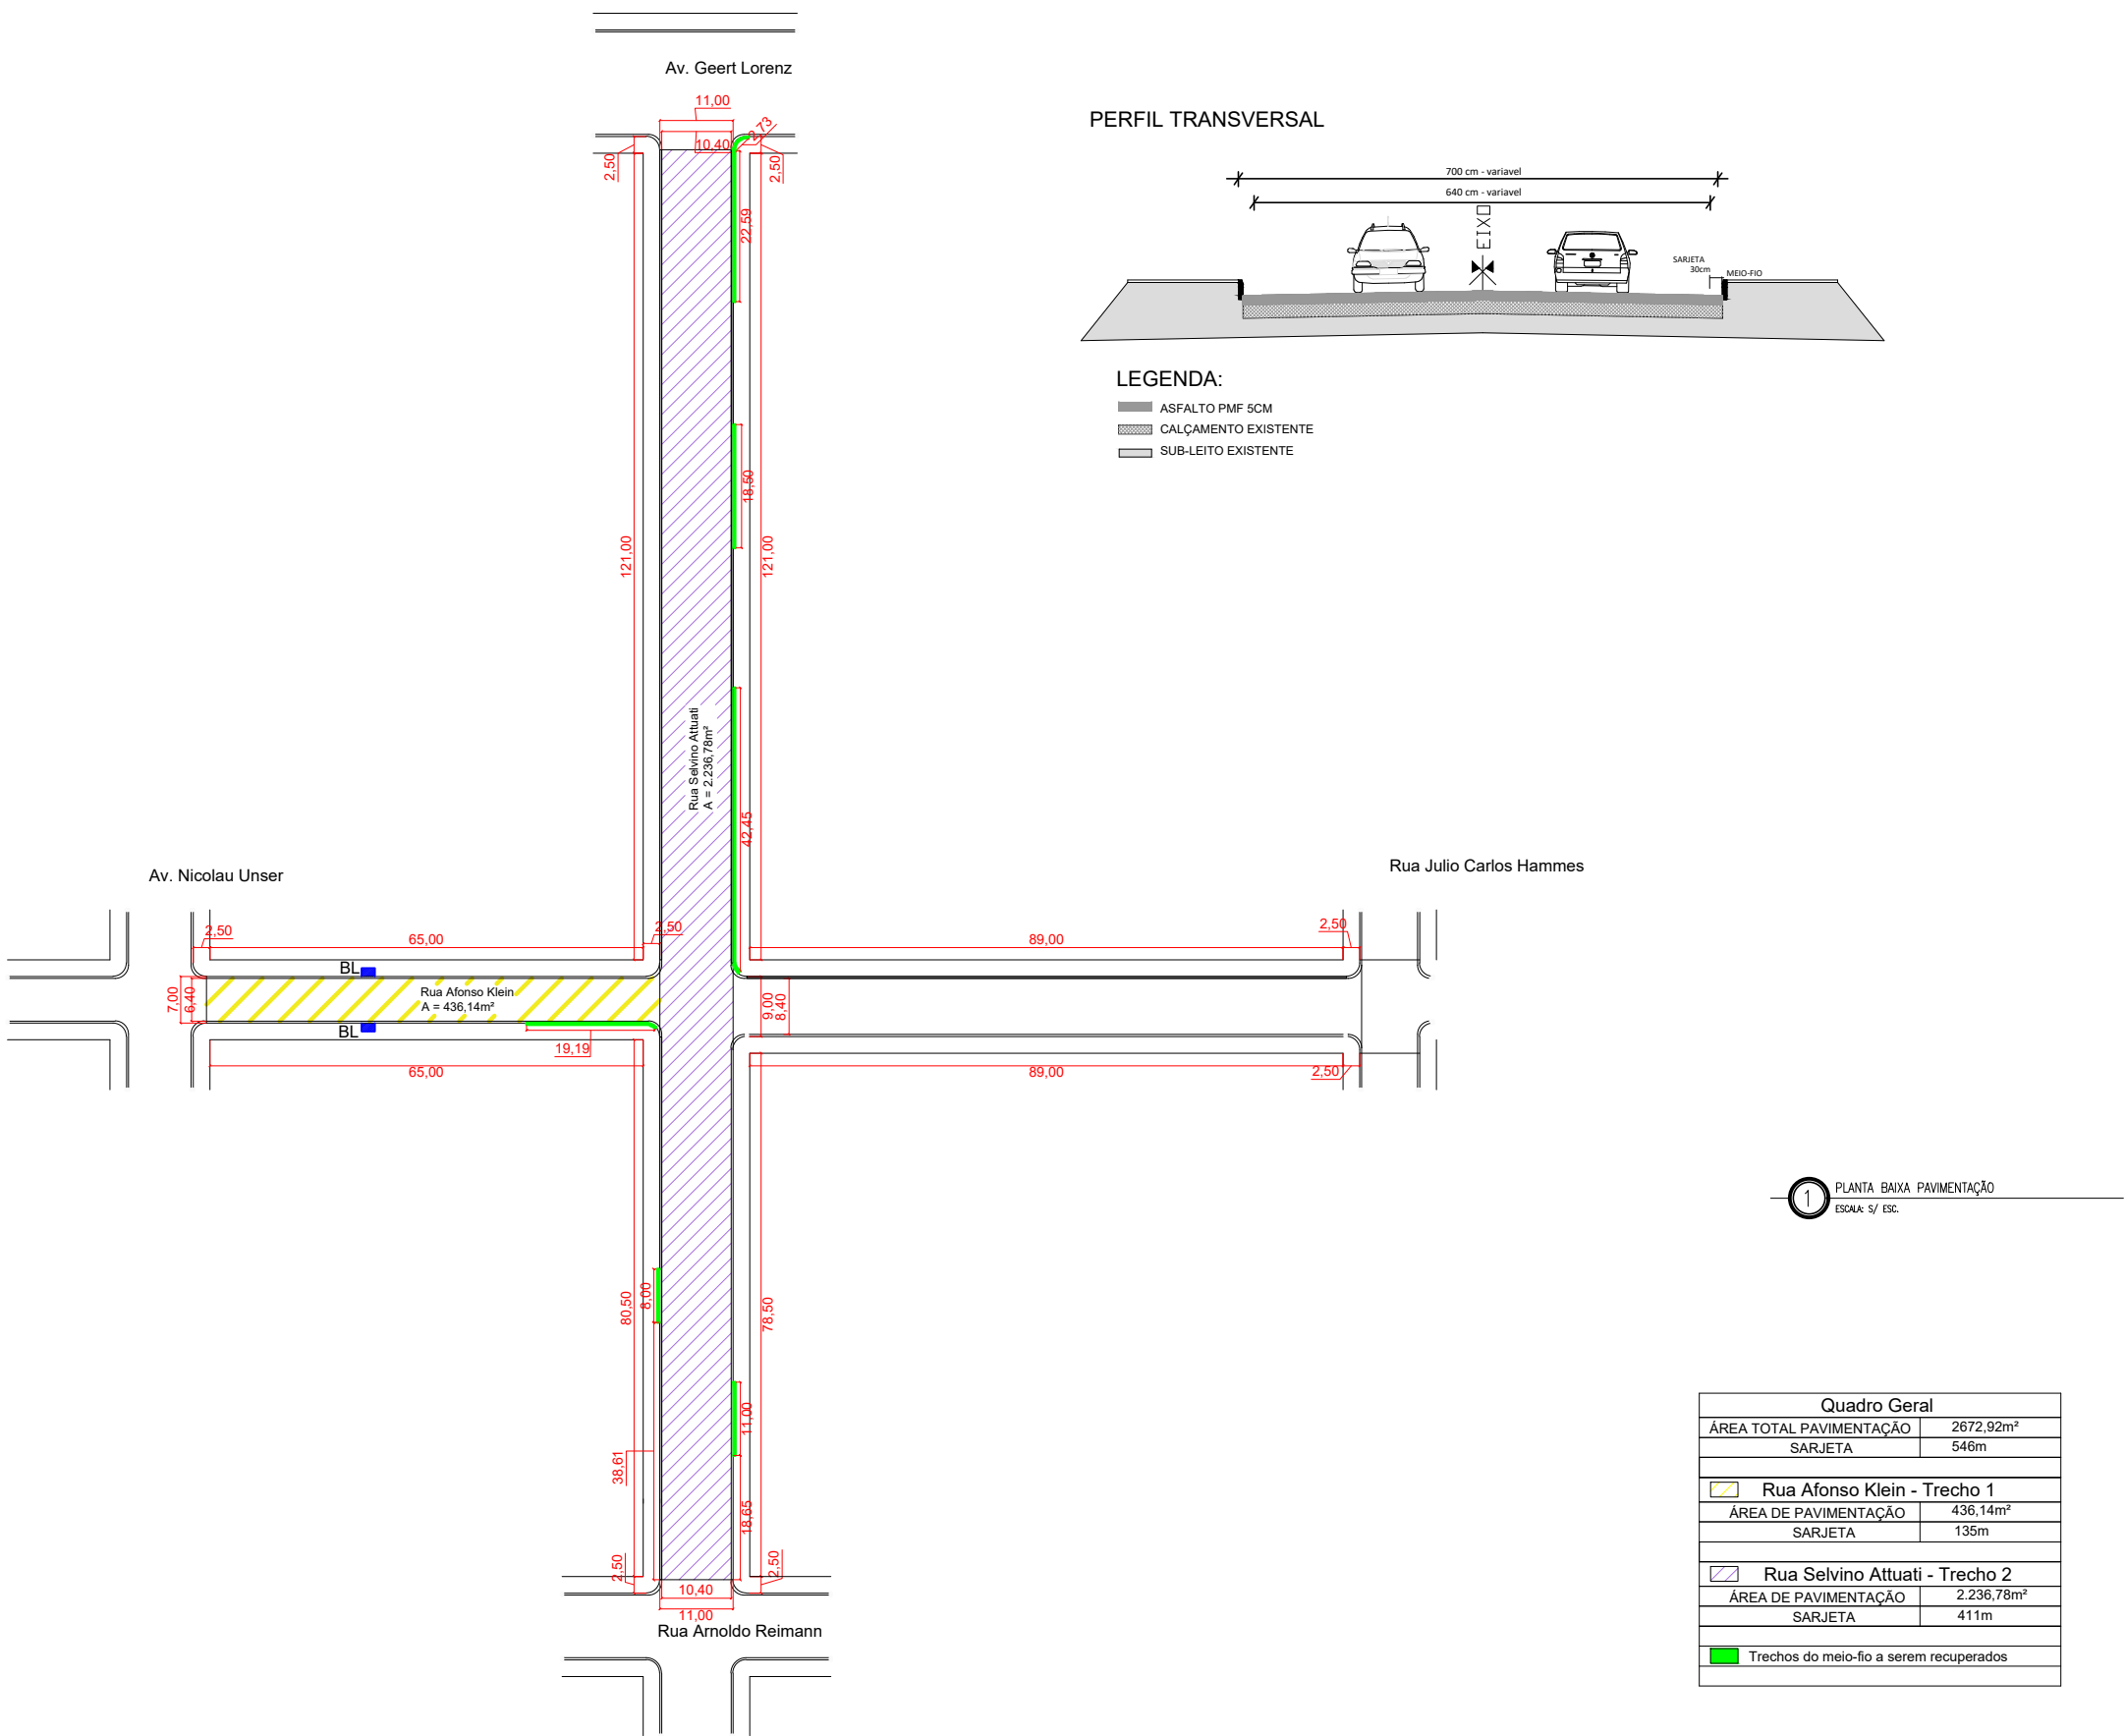 Av. Geert Lorenz
11,00
10,40
2,73
2,50
2,50
22,59
18,50
121,00
121,00
Rua Selvino Attuati
A = 2.236,78m²
42,45
PERFIL TRANSVERSAL
700 cm - variavel
640 cm - variavel
EIXO
SARJETA
30cm
MEIO-FIO
LEGENDA:
ASFALTO PMF 5CM
CALÇAMENTO EXISTENTE
SUB-LEITO EXISTENTE
Av. Nicolau Unser
Rua Julio Carlos Hammes
2,50
65,00
2,50
89,00
2,50
BL
Rua Afonso Klein
A = 436,14m²
7,00
6,40
9,00
8,40
BL
19,19
65,00
89,00
2,50
1
PLANTA BAIXA PAVIMENTAÇÃO
ESCALA: S/ ESC.
80,50
8,00
78,50
38,61
11,00
18,65
2,50
2,50
10,40
11,00
Rua Arnoldo Reimann
Quadro Geral
ÁREA TOTAL PAVIMENTAÇÃO 2672,92m²
SARJETA 546m
Rua Afonso Klein - Trecho 1
ÁREA DE PAVIMENTAÇÃO 436,14m²
SARJETA 135m
Rua Selvino Attuati - Trecho 2
ÁREA DE PAVIMENTAÇÃO 2.236,78m²
SARJETA 411m
Trechos do meio-fio a serem recuperados